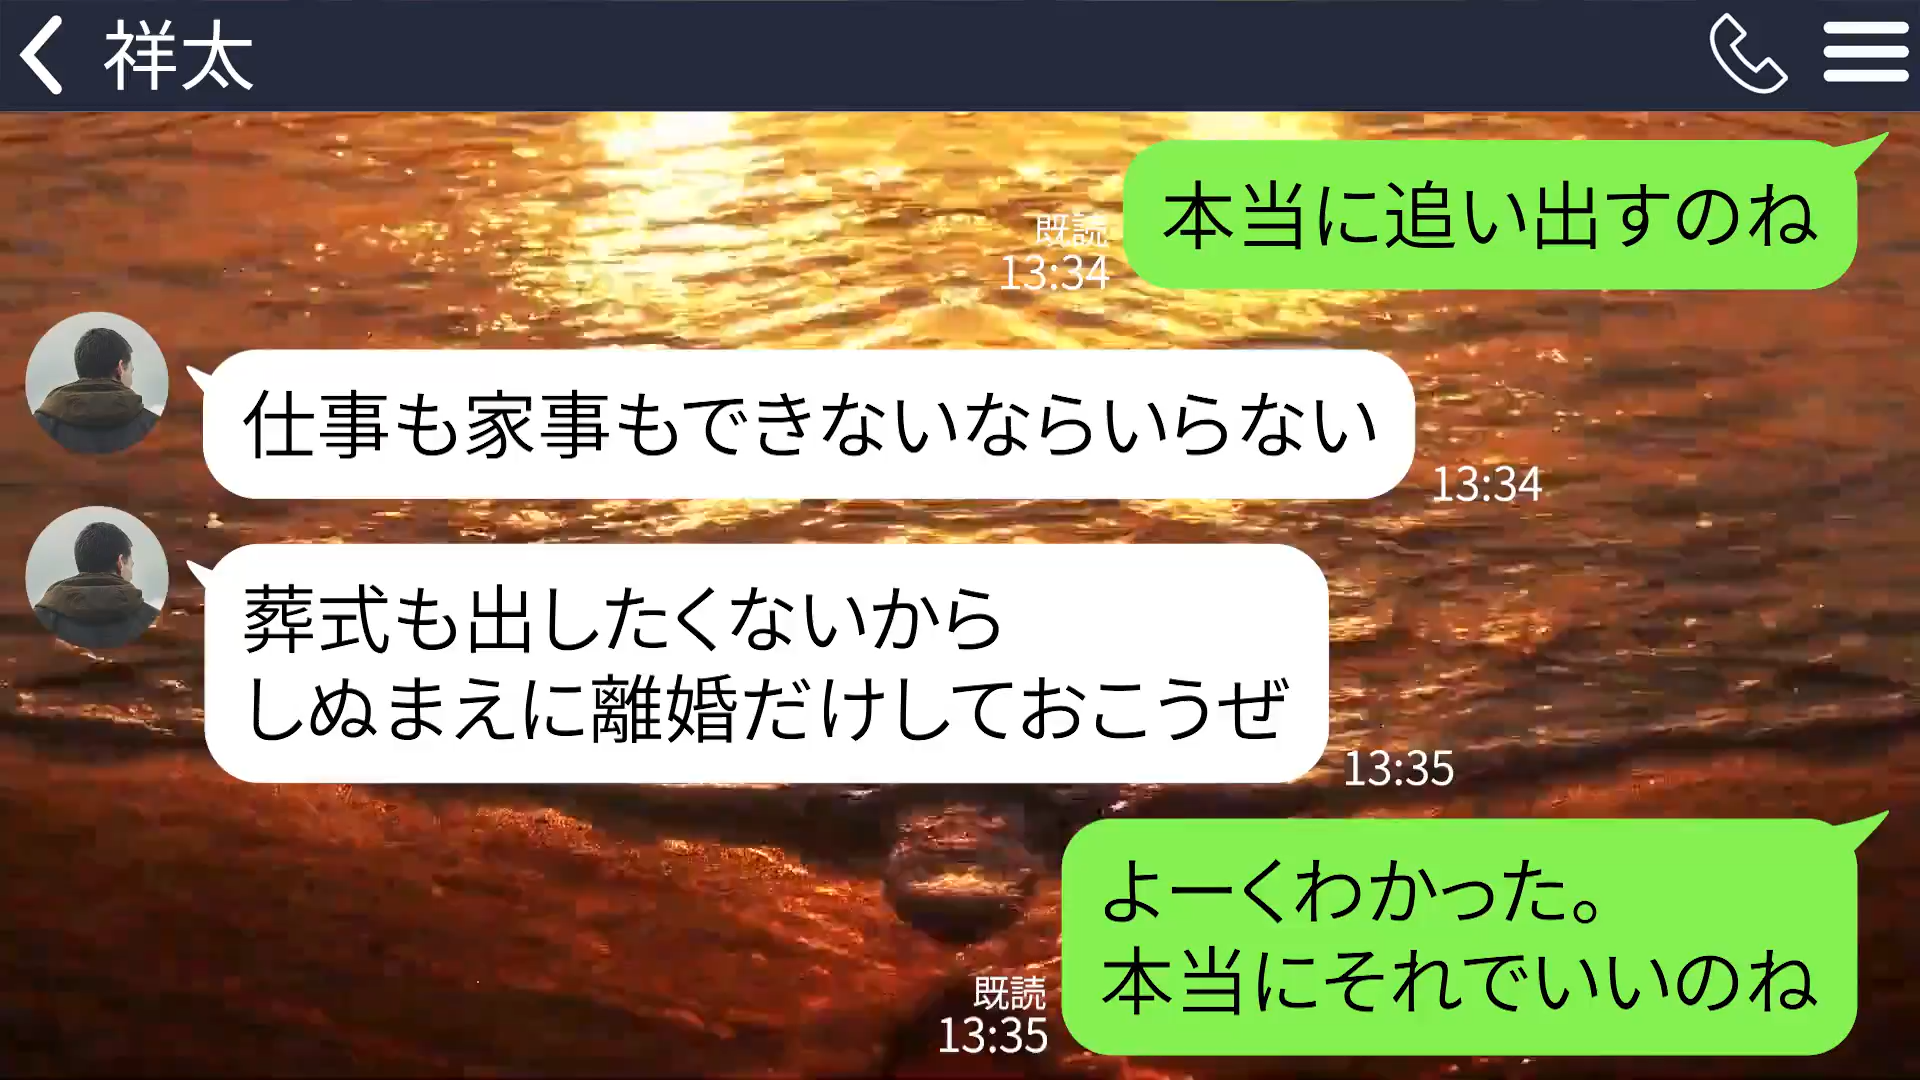 祥太
本当に追い出すのね
既読
13:34
仕事も家事もできないならいらない
13:34
葬式も出したくないから
しぬまえに離婚だけしておこうぜ
13:35
よーくわかった。
本当にそれでいいのね
既読
13:35